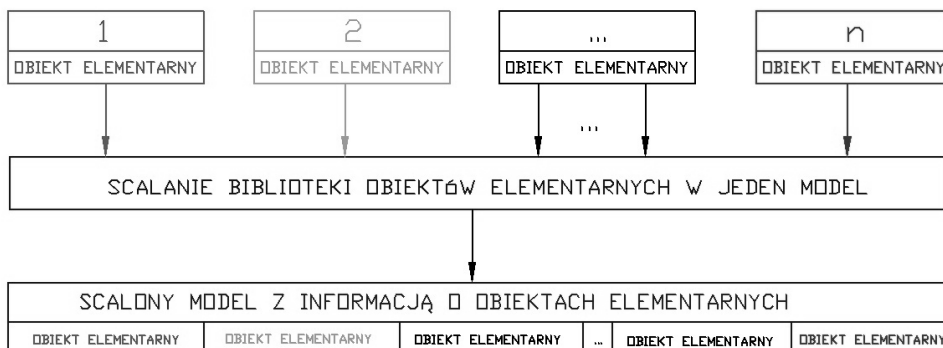 1 2 ... n
OBIEKT ELEMENTARNY OBIEKT ELEMENTARNY OBIEKT ELEMENTARNY OBIEKT ELEMENTARNY
...
SCALANIE BIBLIOTEKI OBIEKTÓW ELEMENTARNYCH W JEDEN MODEL
SCALONY MODEL Z INFORMACJĄ O OBIEKTACH ELEMENTARNYCH
OBIEKT ELEMENTARNY OBIEKT ELEMENTARNY OBIEKT ELEMENTARNY ... OBIEKT ELEMENTARNY OBIEKT ELEMENTARNY